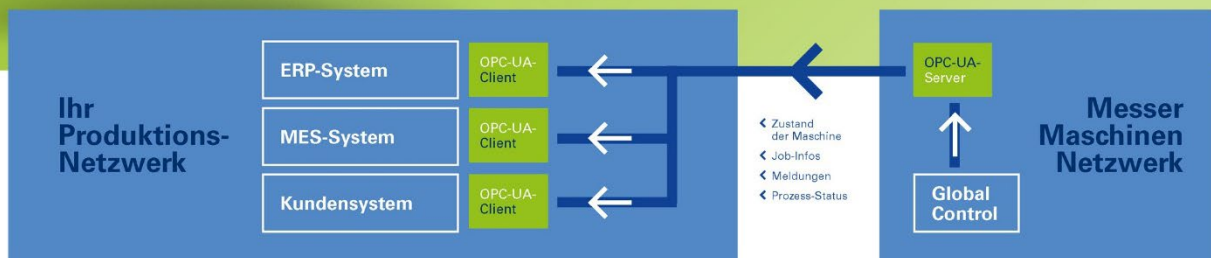 Ihr
Produktions-
Netzwerk
ERP-System
OPC-UA-
Client
MES-System
OPC-UA-
Client
Kundensystem
OPC-UA-
Client
Zustand
der Maschine
Job-Infos
Meldungen
Prozess-Status
OPC-UA-
Server
Global
Control
Messer
Maschinen
Netzwerk